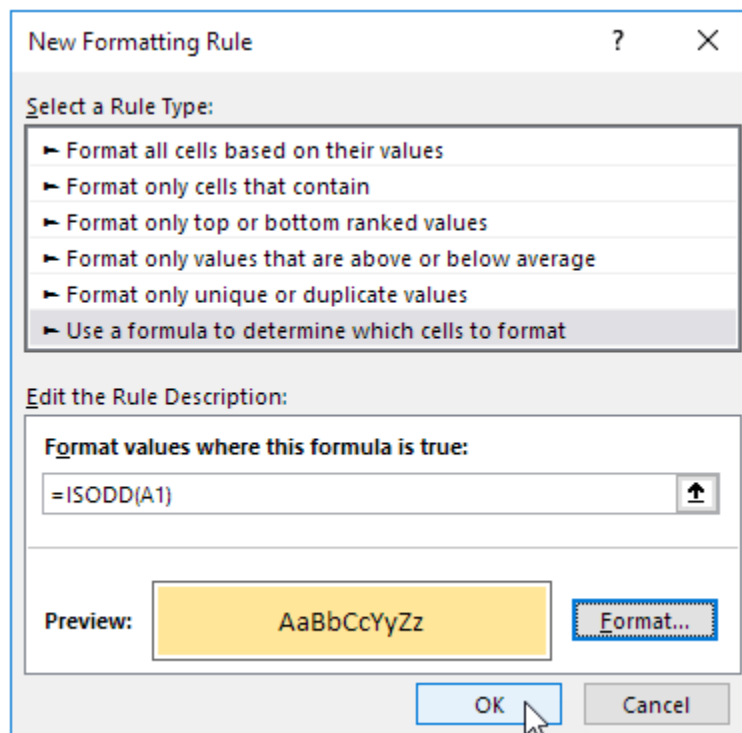 New Formatting Rule ? ×
Select a Rule Type:
► Format all cells based on their values
► Format only cells that contain
► Format only top or bottom ranked values
► Format only values that are above or below average
► Format only unique or duplicate values
► Use a formula to determine which cells to format
Edit the Rule Description:
Format values where this formula is true:
=ISODD(A1)
Preview: AaBbCcYyZz Format...
OK Cancel